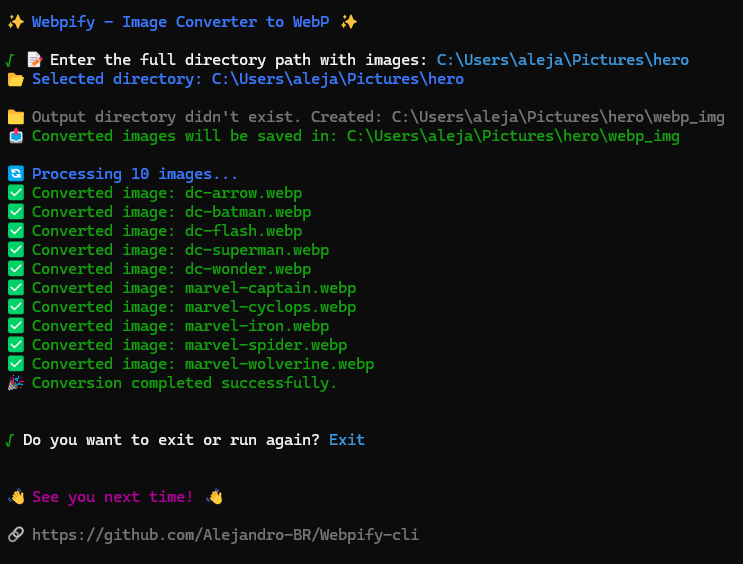 ✨ Webpify - Image Converter to WebP ✨
√ 📝 Enter the full directory path with images: C:\Users\aleja\Pictures\hero
📂 Selected directory: C:\Users\aleja\Pictures\hero
📁 Output directory didn't exist. Created: C:\Users\aleja\Pictures\hero\webp_img
📤 Converted images will be saved in: C:\Users\aleja\Pictures\hero\webp_img
🔄 Processing 10 images...
✅ Converted image: dc-arrow.webp
✅ Converted image: dc-batman.webp
✅ Converted image: dc-flash.webp
✅ Converted image: dc-superman.webp
✅ Converted image: dc-wonder.webp
✅ Converted image: marvel-captain.webp
✅ Converted image: marvel-cyclops.webp
✅ Converted image: marvel-iron.webp
✅ Converted image: marvel-spider.webp
✅ Converted image: marvel-wolverine.webp
🎉 Conversion completed successfully.
√ Do you want to exit or run again? Exit
👋 See you next time! 👋
🔗 https://github.com/Alejandro-BR/Webpify-cli